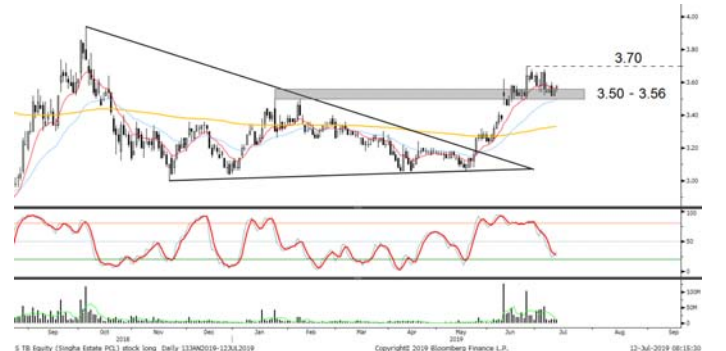 4.00
3.80
3.70
3.60
3.50 - 3.56
3.40
3.20
3.00
100
50
0
100M
50M
0M
Sep Oct Nov Dec Jan Feb Mar Apr May Jun Jul Aug Sep
2018 2019
S TB Equity (Singha Estate PCL) stock long Daily 13JAN2019-12JUL2019
Copyright© 2019 Bloomberg Finance L.P.
12-Jul-2019 08:15:30